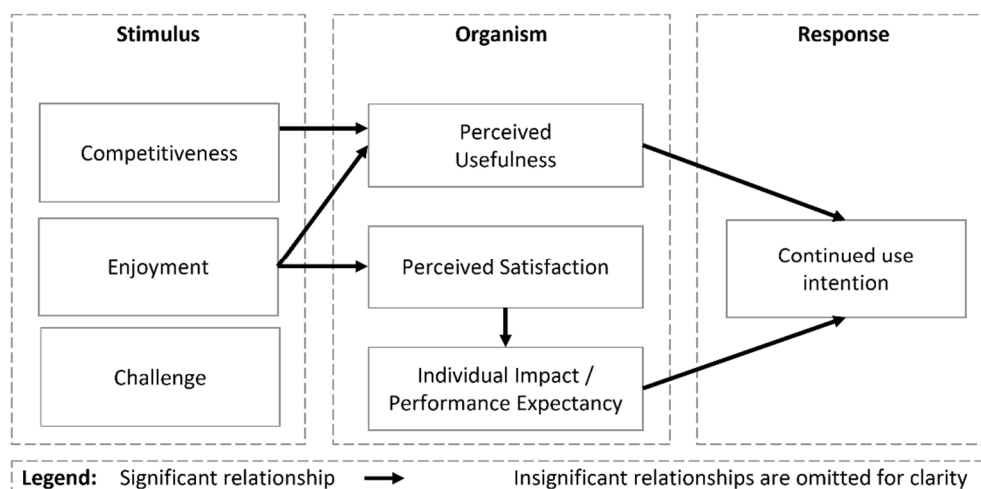 Stimulus
Organism
Response
Competitiveness
Perceived
Usefulness
Enjoyment
Perceived Satisfaction
Continued use
intention
Challenge
Individual Impact /
Performance Expectancy
Legend: Significant relationship Insignificant relationships are omitted for clarity